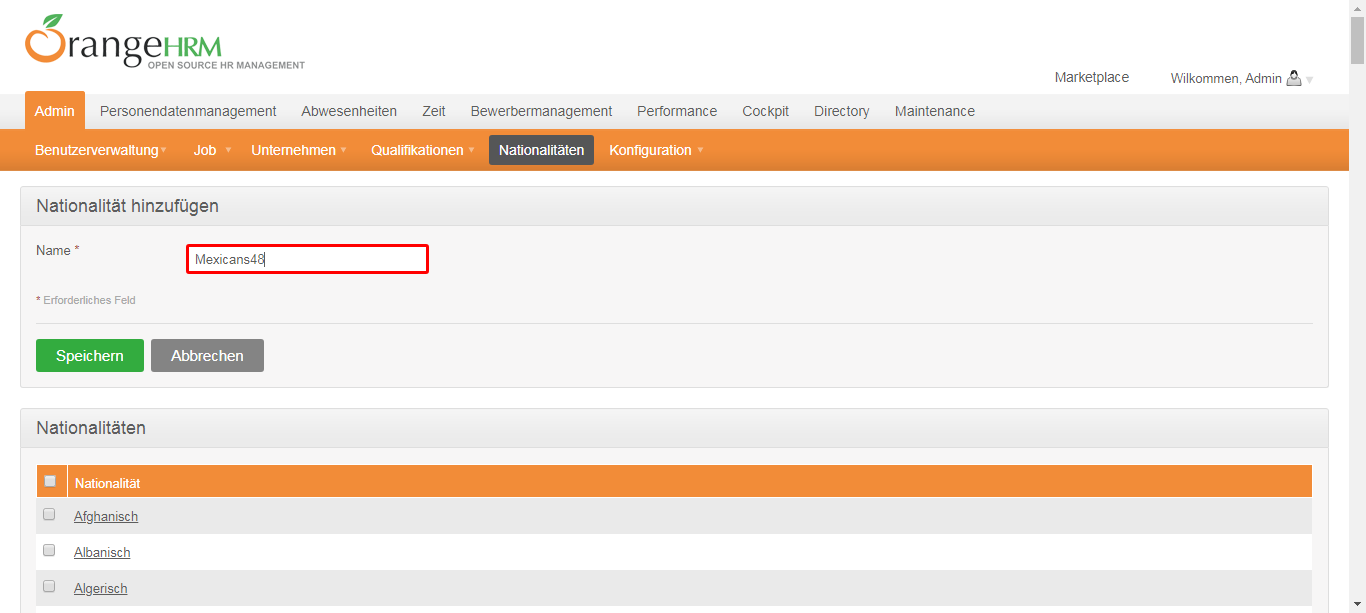 OrangeHRM
OPEN SOURCE HR MANAGEMENT
Marketplace
Willkommen, Admin
Admin Personendatenmanagement Abwesenheiten Zeit Bewerbermanagement Performance Cockpit Directory Maintenance
Benutzerverwaltung Job Unternehmen Qualifikationen Nationalitäten Konfiguration
Nationalität hinzufügen
Name *
Mexicans48
* Erforderliches Feld
Speichern Abbrechen
Nationalitäten
Nationalität
Afghanisch
Albanisch
Algerisch